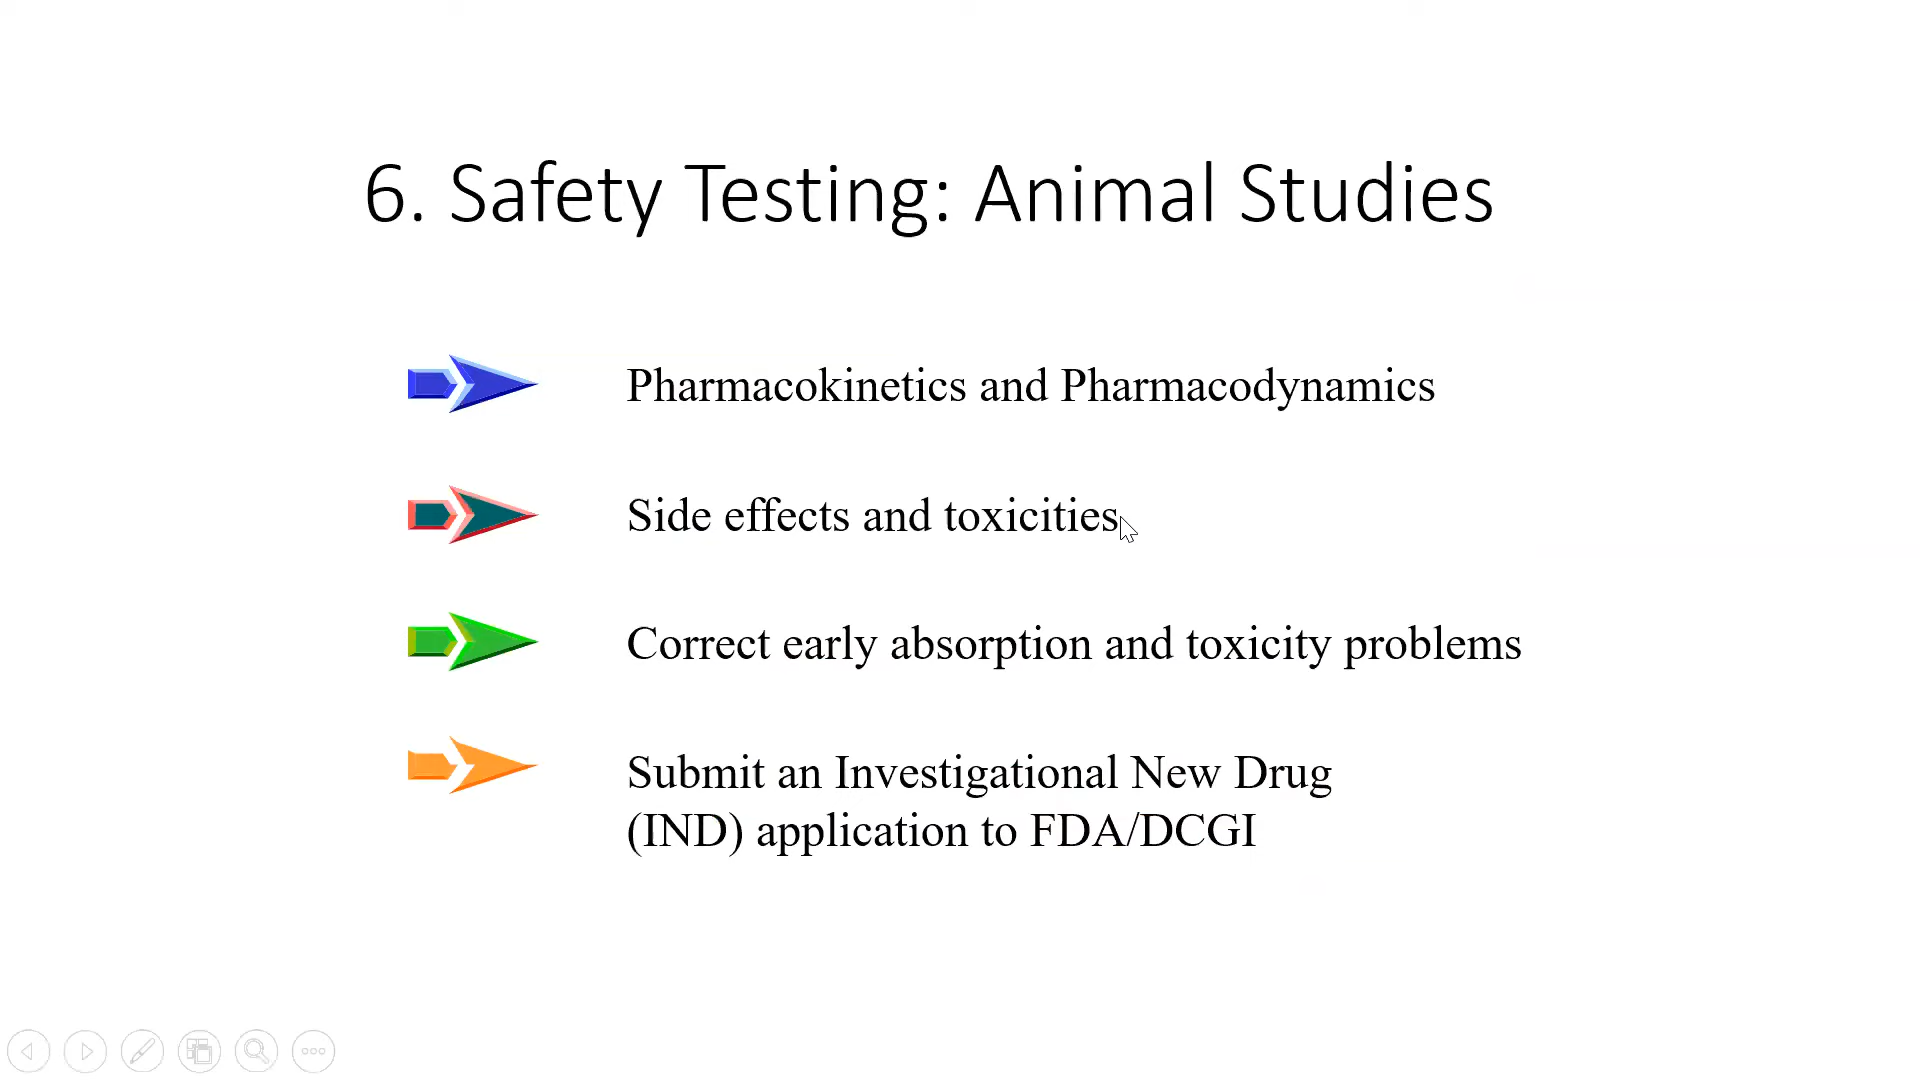 6. Safety Testing: Animal Studies
Pharmacokinetics and Pharmacodynamics
Side effects and toxicities
Correct early absorption and toxicity problems
Submit an Investigational New Drug
(IND) application to FDA/DCGI